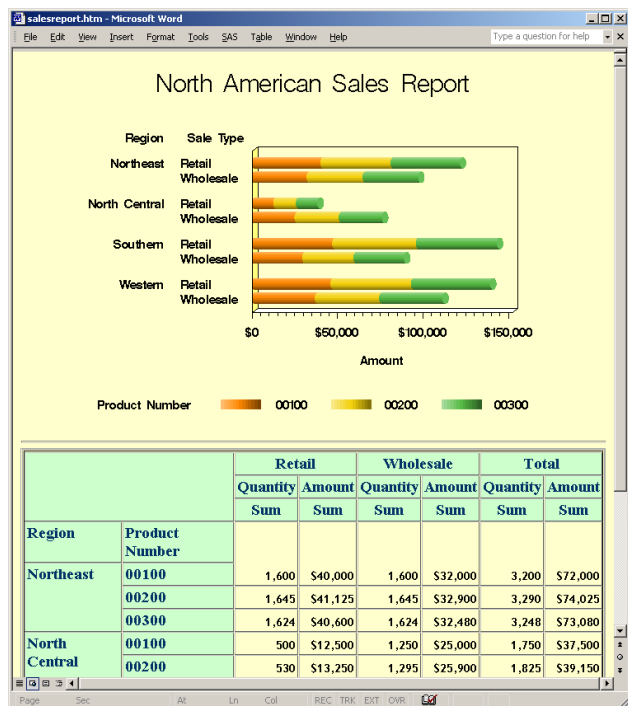 salesreport.htm - Microsoft Word
File Edit View Insert Format Tools SAS Table Window Help Type a question for help
North American Sales Report
Region Sale Type
Northeast Retail
Wholesale
North Central Retail
Wholesale
Southern Retail
Wholesale
Western Retail
Wholesale
$0 $50,000 $100,000 $150,000
Amount
Product Number 00100 00200 00300
Retail Wholesale Total
Quantity Amount Quantity Amount Quantity Amount
Sum Sum Sum Sum Sum Sum
Region Product
Number
Northeast 00100 1,600 $40,000 1,600 $32,000 3,200 $72,000
00200 1,645 $41,125 1,645 $32,900 3,290 $74,025
00300 1,624 $40,600 1,624 $32,480 3,248 $73,080
North 00100 500 $12,500 1,250 $25,000 1,750 $37,500
Central 00200 530 $13,250 1,295 $25,900 1,825 $39,150
Page Sec At Ln Col REC TRK EXT OVR